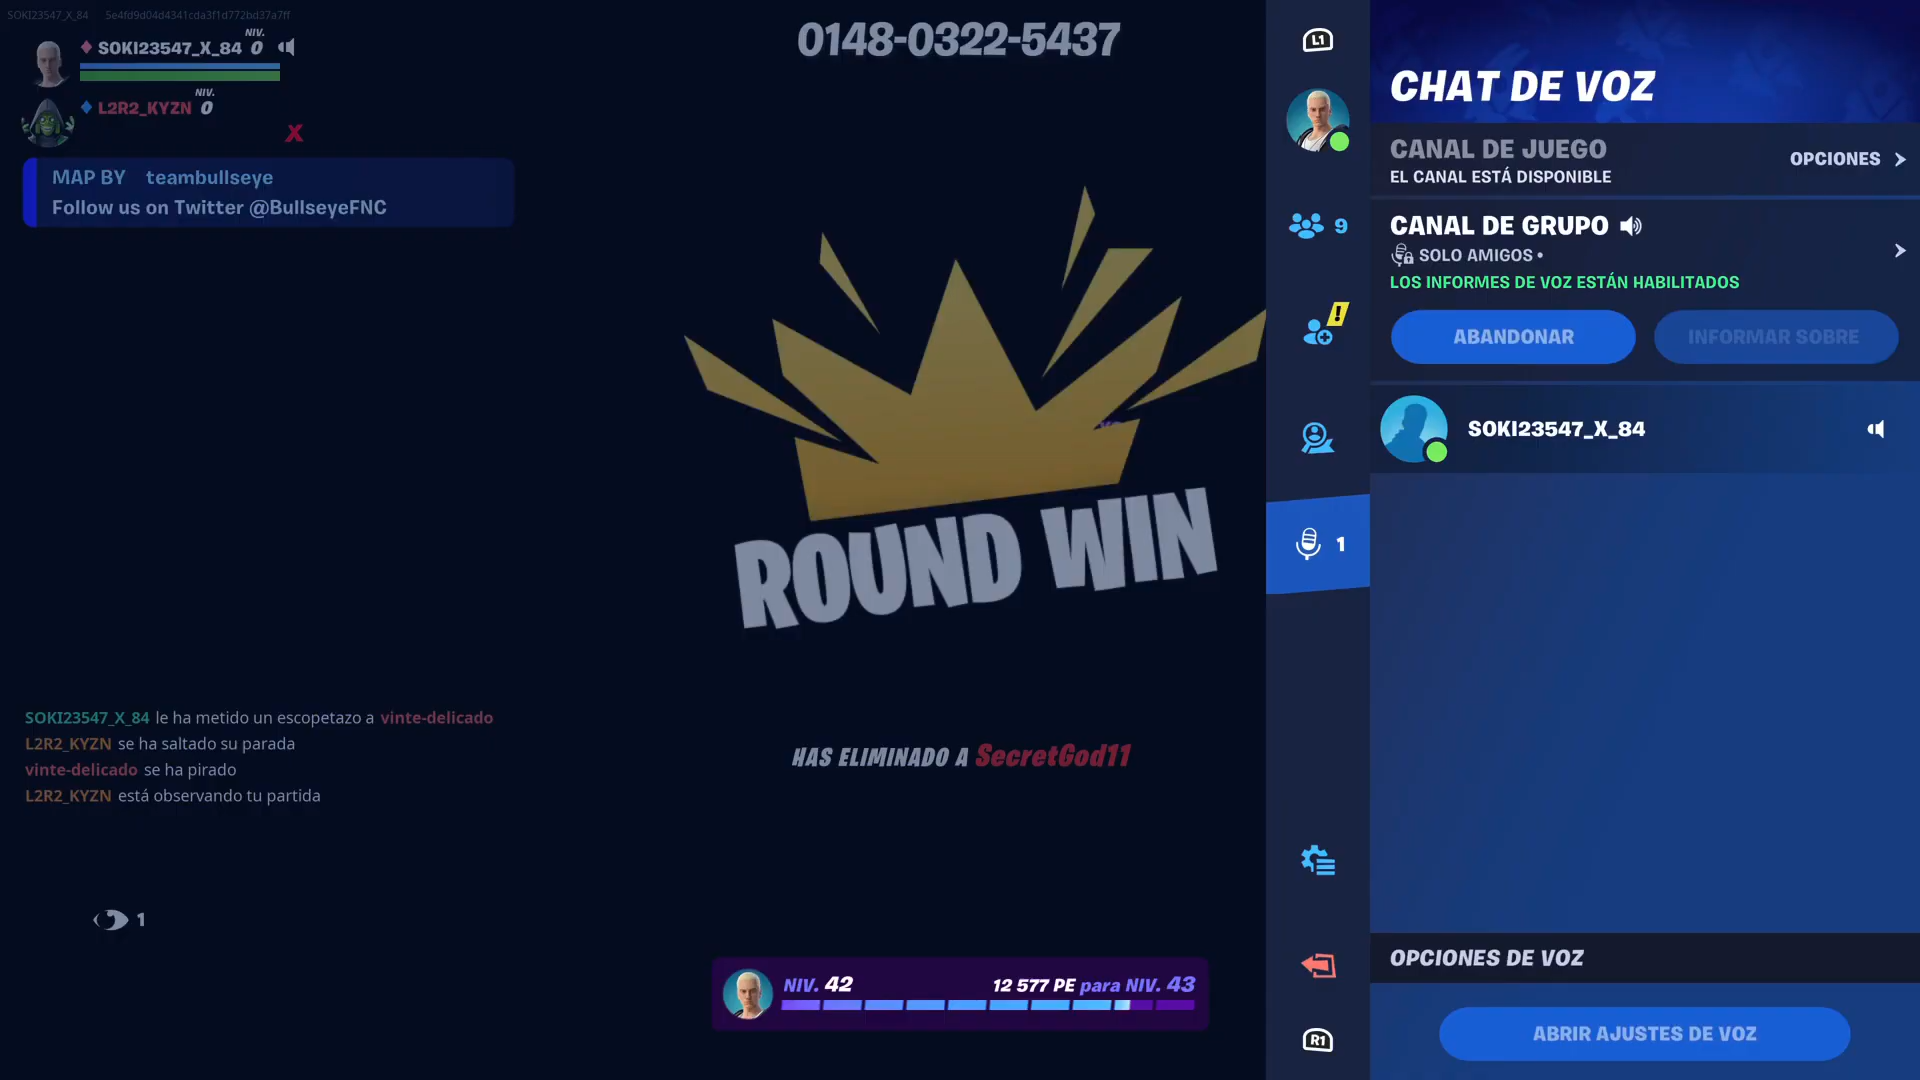 SOKI23547_X_84 5e4fd9d04d4341cda3f1d772bd37a7ff
NIV.
SOKI23547_X_84 0
NIV.
L2R2_KYZN 0
X
MAP BY teambullseye
Follow us on Twitter @BullseyeFNC
0148-0322-5437
ROUND WIN
HAS ELIMINADO A SecretGod11
SOKI23547_X_84 le ha metido un escopetazo a vinte-delicado
L2R2_KYZN se ha saltado su parada
vinte-delicado se ha pirado
L2R2_KYZN está observando tu partida
1
NIV. 42 12 577 PE para NIV. 43
L1
9
!
1
R1
CHAT DE VOZ
CANAL DE JUEGO
EL CANAL ESTÁ DISPONIBLE
OPCIONES
CANAL DE GRUPO
SOLO AMIGOS •
LOS INFORMES DE VOZ ESTÁN HABILITADOS
ABANDONAR INFORMAR SOBRE
SOKI23547_X_84
OPCIONES DE VOZ
ABRIR AJUSTES DE VOZ